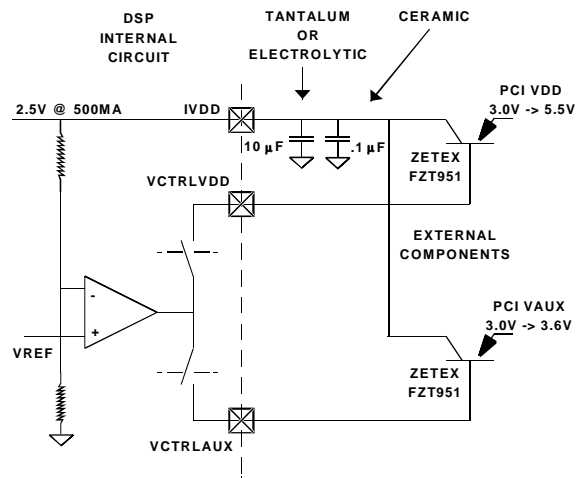 DSP
INTERNAL
CIRCUIT
TANTALUM
OR
ELECTROLYTIC
CERAMIC
2.5V @ 500MA
IVDD
PCI VDD
3.0V -> 5.5V
10 µF
.1 µF
ZETEX
FZT951
VCTRLVDD
EXTERNAL
COMPONENTS
-
+
VREF
PCI VAUX
3.0V -> 3.6V
ZETEX
FZT951
VCTRLAUX